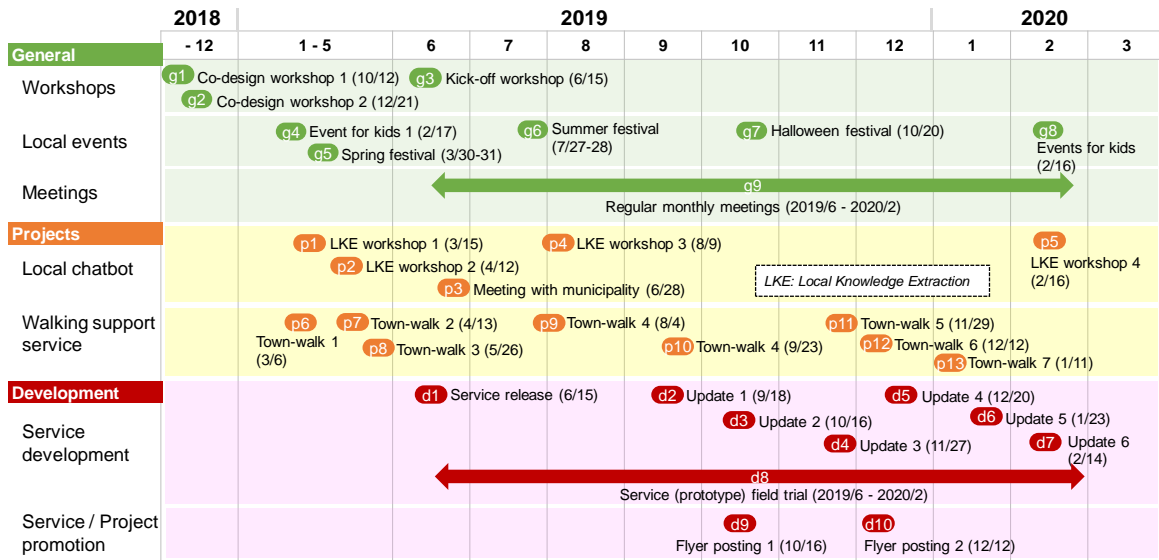 2018 2019 2020
- 12 1 - 5 6 7 8 9 10 11 12 1 2 3
General
Workshops
g1 Co-design workshop 1 (10/12)
g3 Kick-off workshop (6/15)
g2 Co-design workshop 2 (12/21)
Local events
g4 Event for kids 1 (2/17)
g5 Spring festival (3/30-31)
g6 Summer festival
(7/27-28)
g7 Halloween festival (10/20)
g8
Events for kids
(2/16)
Meetings
g9
Regular monthly meetings (2019/6 - 2020/2)
Projects
Local chatbot
p1 LKE workshop 1 (3/15)
p2 LKE workshop 2 (4/12)
p3 Meeting with municipality (6/28)
p4 LKE workshop 3 (8/9)
p5
LKE workshop 4
(2/16)
LKE: Local Knowledge Extraction
Walking support
service
p6
Town-walk 1
(3/6)
p7 Town-walk 2 (4/13)
p8 Town-walk 3 (5/26)
p9 Town-walk 4 (8/4)
p10 Town-walk 4 (9/23)
p11 Town-walk 5 (11/29)
p12 Town-walk 6 (12/12)
p13 Town-walk 7 (1/11)
Development
Service
development
d1 Service release (6/15)
d2 Update 1 (9/18)
d3 Update 2 (10/16)
d4 Update 3 (11/27)
d5 Update 4 (12/20)
d6 Update 5 (1/23)
d7 Update 6
(2/14)
d8
Service (prototype) field trial (2019/6 - 2020/2)
Service / Project
promotion
d9
Flyer posting 1 (10/16)
d10
Flyer posting 2 (12/12)